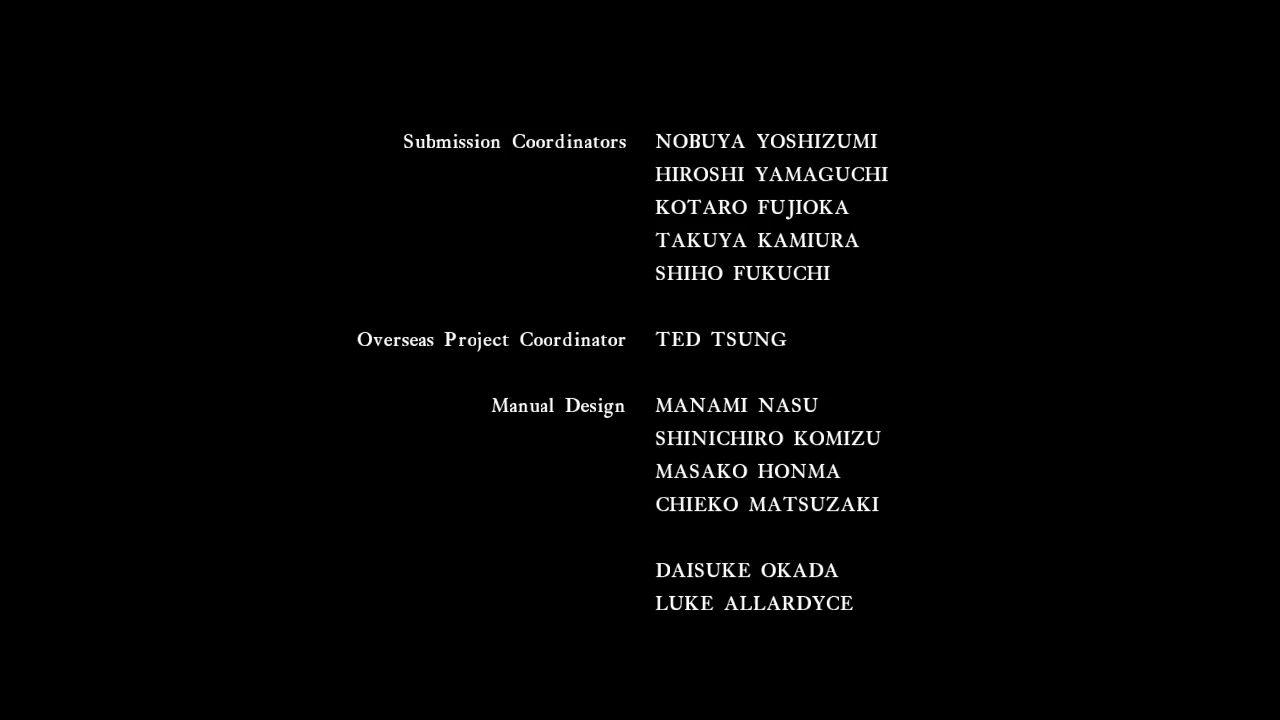 Submission Coordinators NOBUYA YOSHIZUMI
HIROSHI YAMAGUCHI
KOTARO FUJIOKA
TAKUYA KAMIURA
SHIHO FUKUCHI
Overseas Project Coordinator TED TSUNG
Manual Design MANAMI NASU
SHINICHIRO KOMIZU
MASAKO HONMA
CHIEKO MATSUZAKI
DAISUKE OKADA
LUKE ALLARDYCE